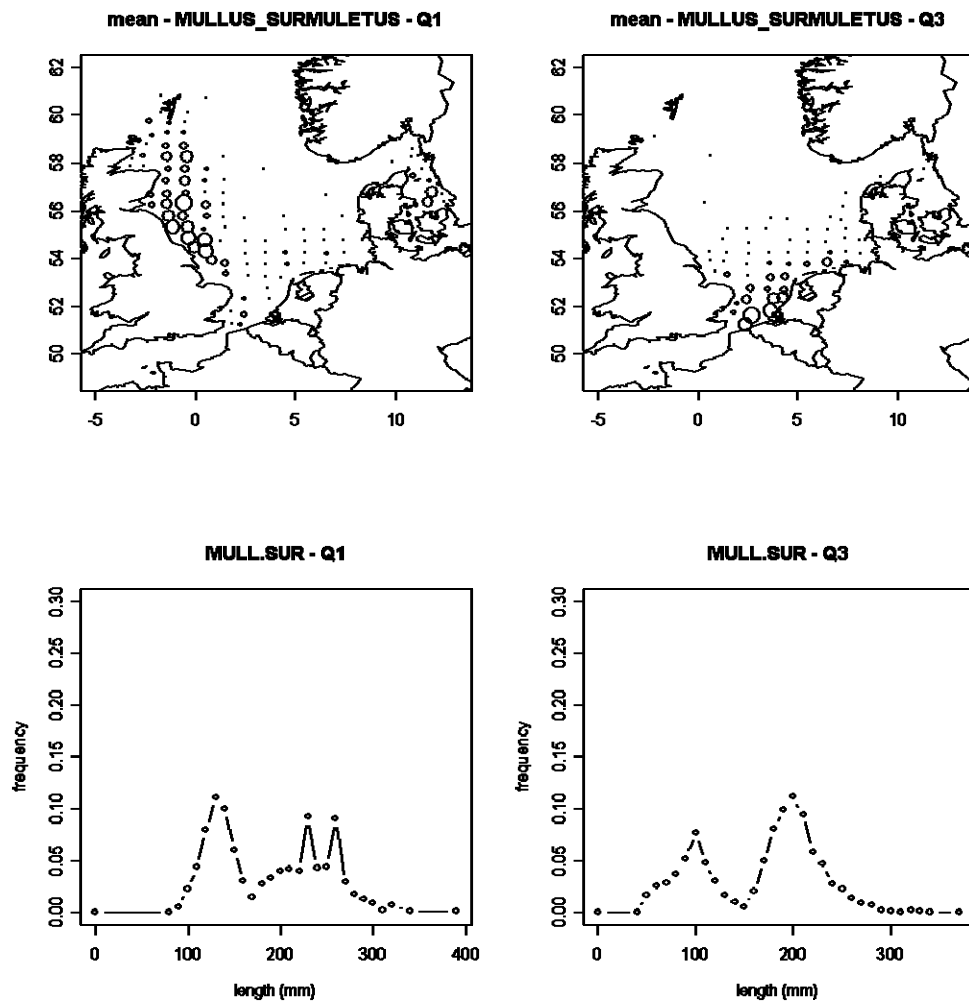 mean - MULLUS_SURMULETUS - Q1
mean - MULLUS_SURMULETUS - Q3
62
60
58
56
54
52
50
-5 0 5 10
62
60
58
56
54
52
50
-5 0 5 10
MULL.SUR - Q1
MULL.SUR - Q3
frequency
0.30
0.25
0.20
0.15
0.10
0.05
0.00
0 100 200 300 400
length (mm)
frequency
0.30
0.25
0.20
0.15
0.10
0.05
0.00
0 100 200 300
length (mm)